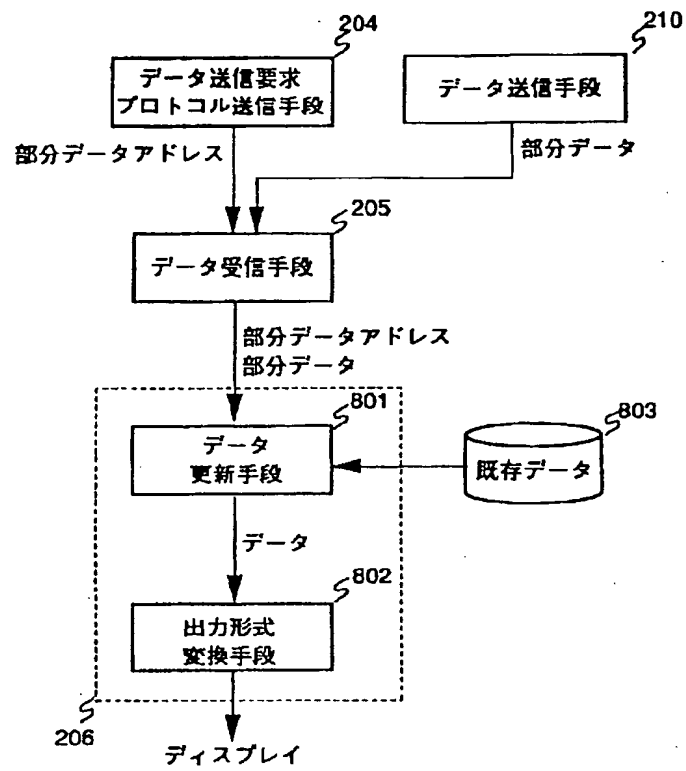 204
データ送信要求
プロトコル送信手段
210
データ送信手段
部分データアドレス
部分データ
205
データ受信手段
部分データアドレス
部分データ
801
データ
更新手段
803
既存データ
データ
802
出力形式
変換手段
206
ディスプレイ